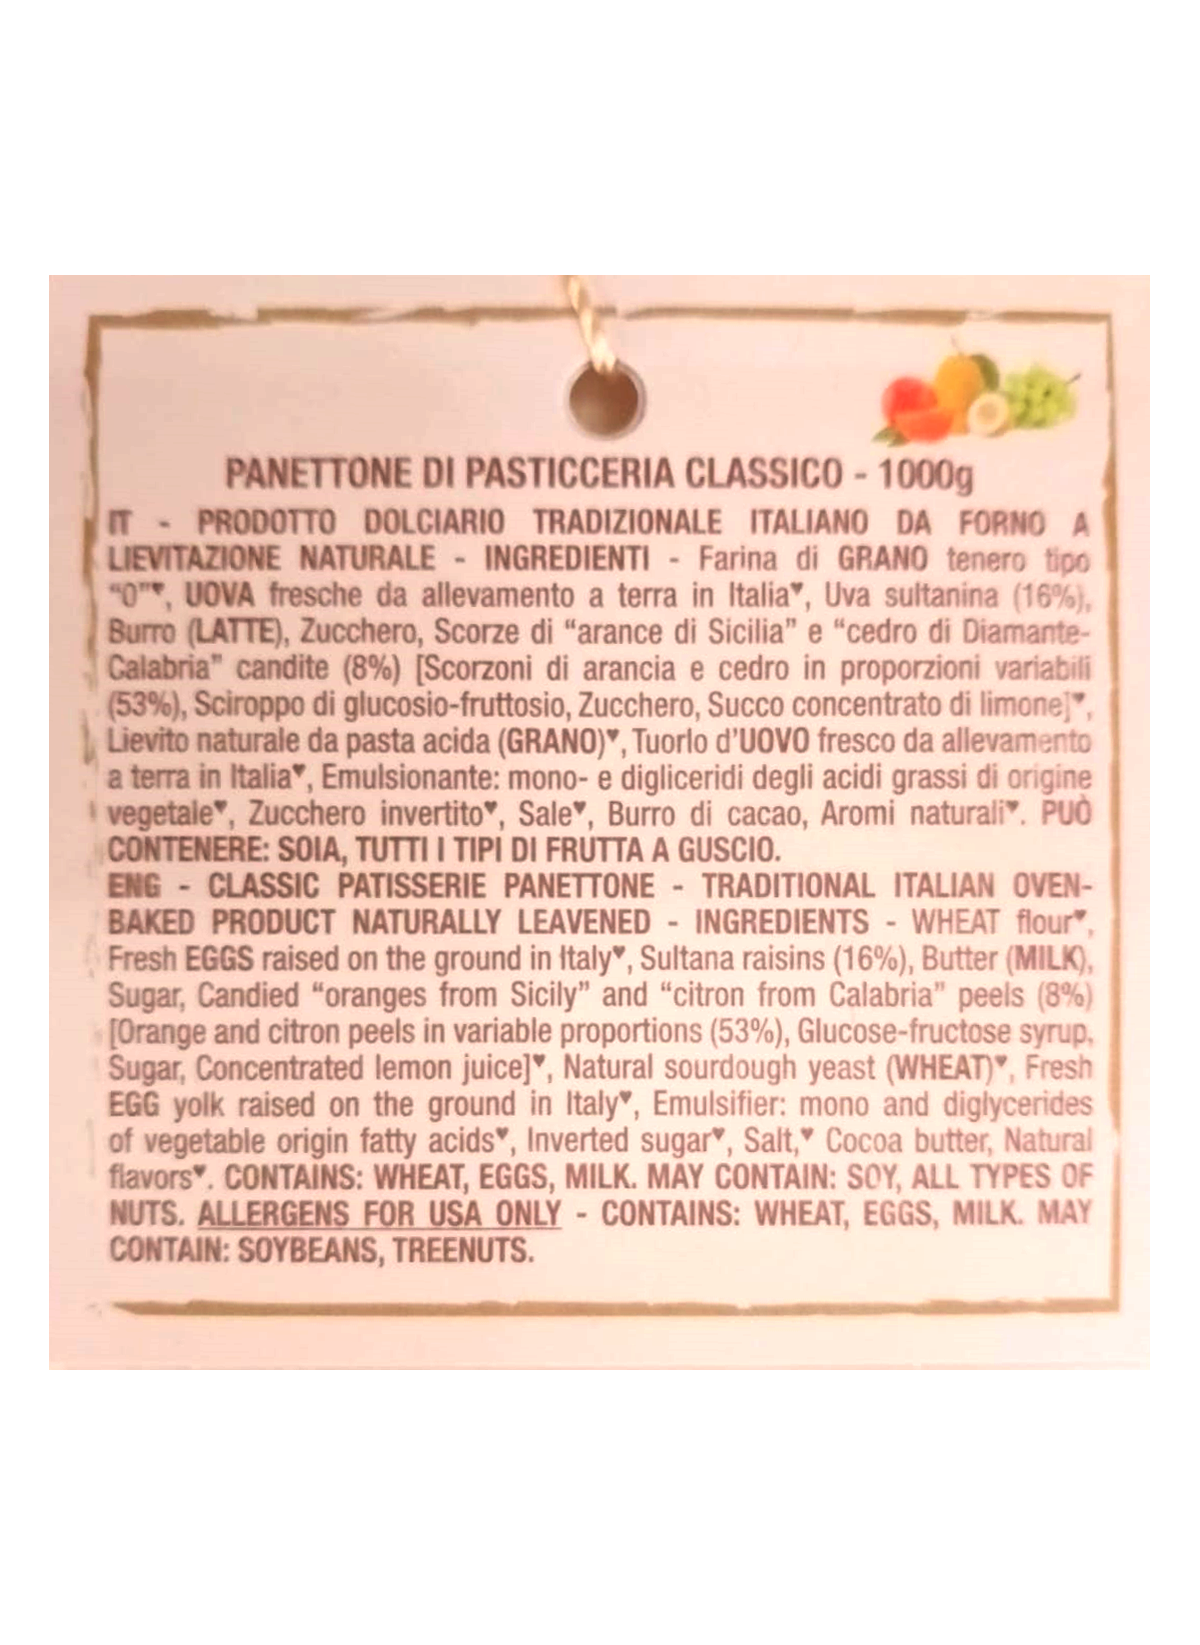 PANETTONE DI PASTICCERIA CLASSICO - 1000g
IT - PRODOTTO DOLCIARIO TRADIZIONALE ITALIANO DA FORNO A
LIEVITAZIONE NATURALE - INGREDIENTI - Farina di GRANO tenero tipo
“0”♥, UOVA fresche da allevamento a terra in Italia♥, Uva sultanina (16%),
Burro (LATTE), Zucchero, Scorze di “arance di Sicilia” e “cedro di Diamante-
Calabria” candite (8%) [Scorzoni di arancia e cedro in proporzioni variabili
(53%), Sciroppo di glucosio-fruttosio, Zucchero, Succo concentrato di limone]♥,
Lievito naturale da pasta acida (GRANO)♥, Tuorlo d’UOVO fresco da allevamento
a terra in Italia♥, Emulsionante: mono- e digliceridi degli acidi grassi di origine
vegetale♥, Zucchero invertito♥, Sale♥, Burro di cacao, Aromi naturali♥. PUÒ
CONTENERE: SOIA, TUTTI I TIPI DI FRUTTA A GUSCIO.
ENG - CLASSIC PATISSERIE PANETTONE - TRADITIONAL ITALIAN OVEN-
BAKED PRODUCT NATURALLY LEAVENED - INGREDIENTS - WHEAT flour♥,
Fresh EGGS raised on the ground in Italy♥, Sultana raisins (16%), Butter (MILK),
Sugar, Candied “oranges from Sicily” and “citron from Calabria” peels (8%)
[Orange and citron peels in variable proportions (53%), Glucose-fructose syrup,
Sugar, Concentrated lemon juice]♥, Natural sourdough yeast (WHEAT)♥, Fresh
EGG yolk raised on the ground in Italy♥, Emulsifier: mono and diglycerides
of vegetable origin fatty acids♥, Inverted sugar♥, Salt,♥ Cocoa butter, Natural
flavors♥. CONTAINS: WHEAT, EGGS, MILK. MAY CONTAIN: SOY, ALL TYPES OF
NUTS. ALLERGENS FOR USA ONLY - CONTAINS: WHEAT, EGGS, MILK. MAY
CONTAIN: SOYBEANS, TREENUTS.